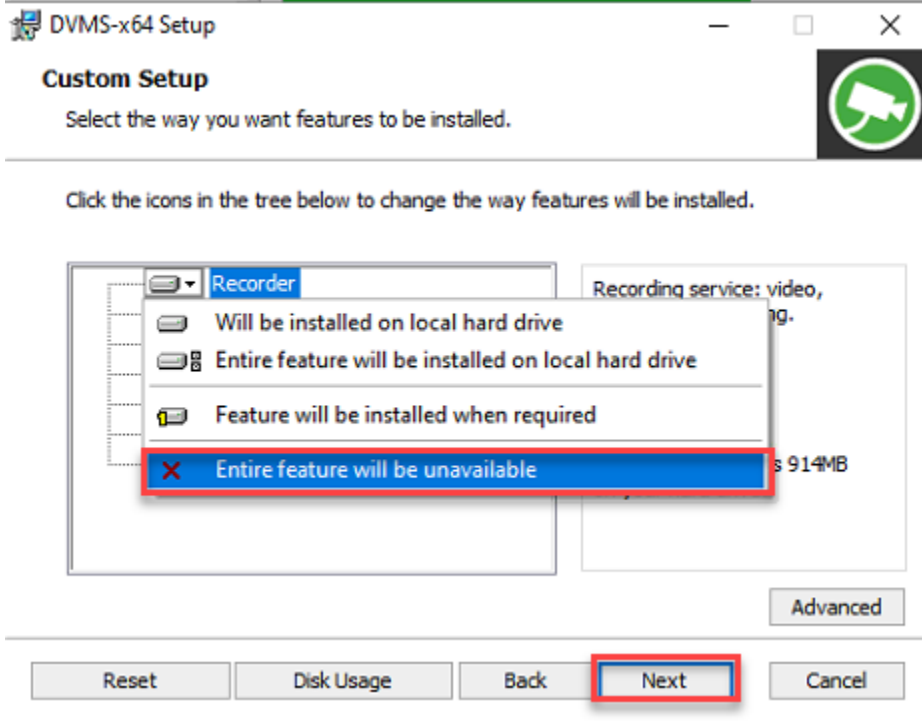 DVMS-x64 Setup
Custom Setup
Select the way you want features to be installed.
Click the icons in the tree below to change the way features will be installed.
Recorder
Recording service: video,
Will be installed on local hard drive
Entire feature will be installed on local hard drive
Feature will be installed when required
Entire feature will be unavailable
914MB
Advanced
Reset
Disk Usage
Back
Next
Cancel